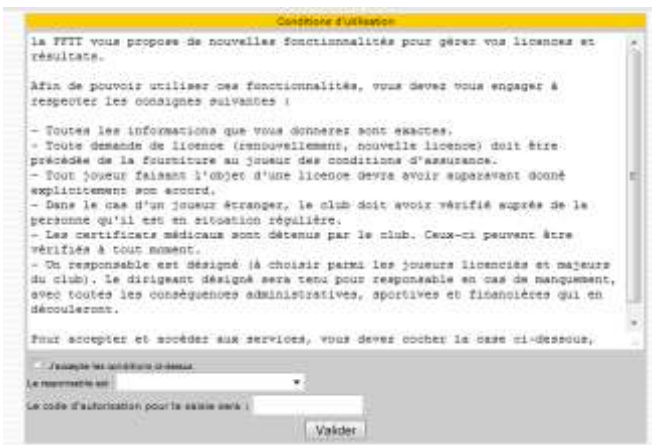 Conditions d'utilisation
la FFTT vous propose de nouvelles fonctionnalités pour gérer vos licences et
résultats.
Afin de pouvoir utiliser ces fonctionnalités, vous devez vous engager à
respecter les consignes suivantes :
- Toutes les informations que vous donnerez sont exactes.
- Toute demande de licence (renouvellement, nouvelle licence) doit être
précédée de la fourniture au joueur des conditions d'assurance.
- Tout joueur faisant l'objet d'une licence devra avoir auparavant donné
explicitement son accord.
- Dans le cas d'un joueur étranger, le club doit avoir vérifié auprès de la
personne qu'il est en situation régulière.
- Les certificats médicaux sont détenus par le club. Ceux-ci peuvent être
vérifiés à tout moment.
- Un responsable est désigné (à choisir parmi les joueurs licenciés et majeurs
du club). Le dirigeant désigné sera tenu pour responsable en cas de manquement,
avec toutes les conséquences administratives, sportives et financières qui en
découleront.
Pour accepter et accéder aux services, vous devez cocher la case ci-dessous,
J'accepte les conditions ci-dessus
Le responsable est :
Le code d'autorisation pour la saisie sera :
Valider